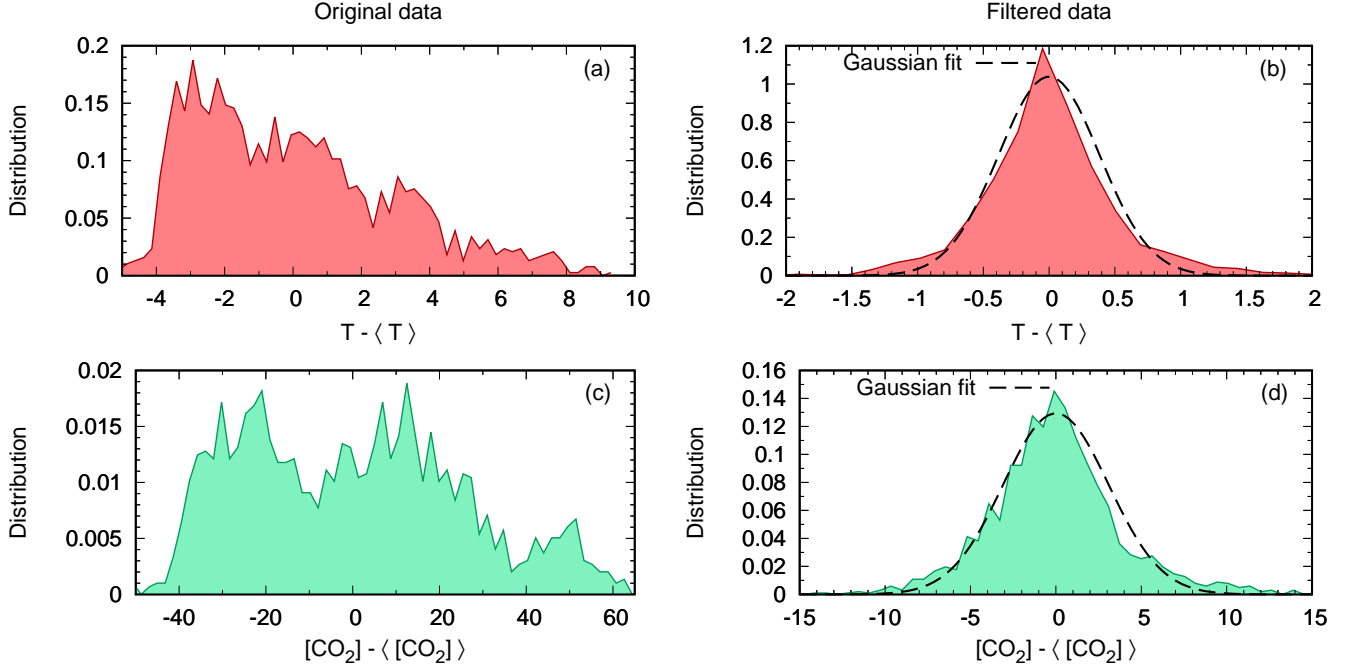 Original data
Filtered data
(a)
Distribution
0.2
0.15
0.1
0.05
0
-4 -2 0 2 4 6 8 10
T - ⟨ T ⟩
(b)
Gaussian fit
Distribution
1.2
1
0.8
0.6
0.4
0.2
0
-2 -1.5 -1 -0.5 0 0.5 1 1.5 2
T - ⟨ T ⟩
(c)
Distribution
0.02
0.015
0.01
0.005
0
-40 -20 0 20 40 60
[CO₂] - ⟨ [CO₂] ⟩
(d)
Gaussian fit
Distribution
0.16
0.14
0.12
0.1
0.08
0.06
0.04
0.02
0
-15 -10 -5 0 5 10 15
[CO₂] - ⟨ [CO₂] ⟩